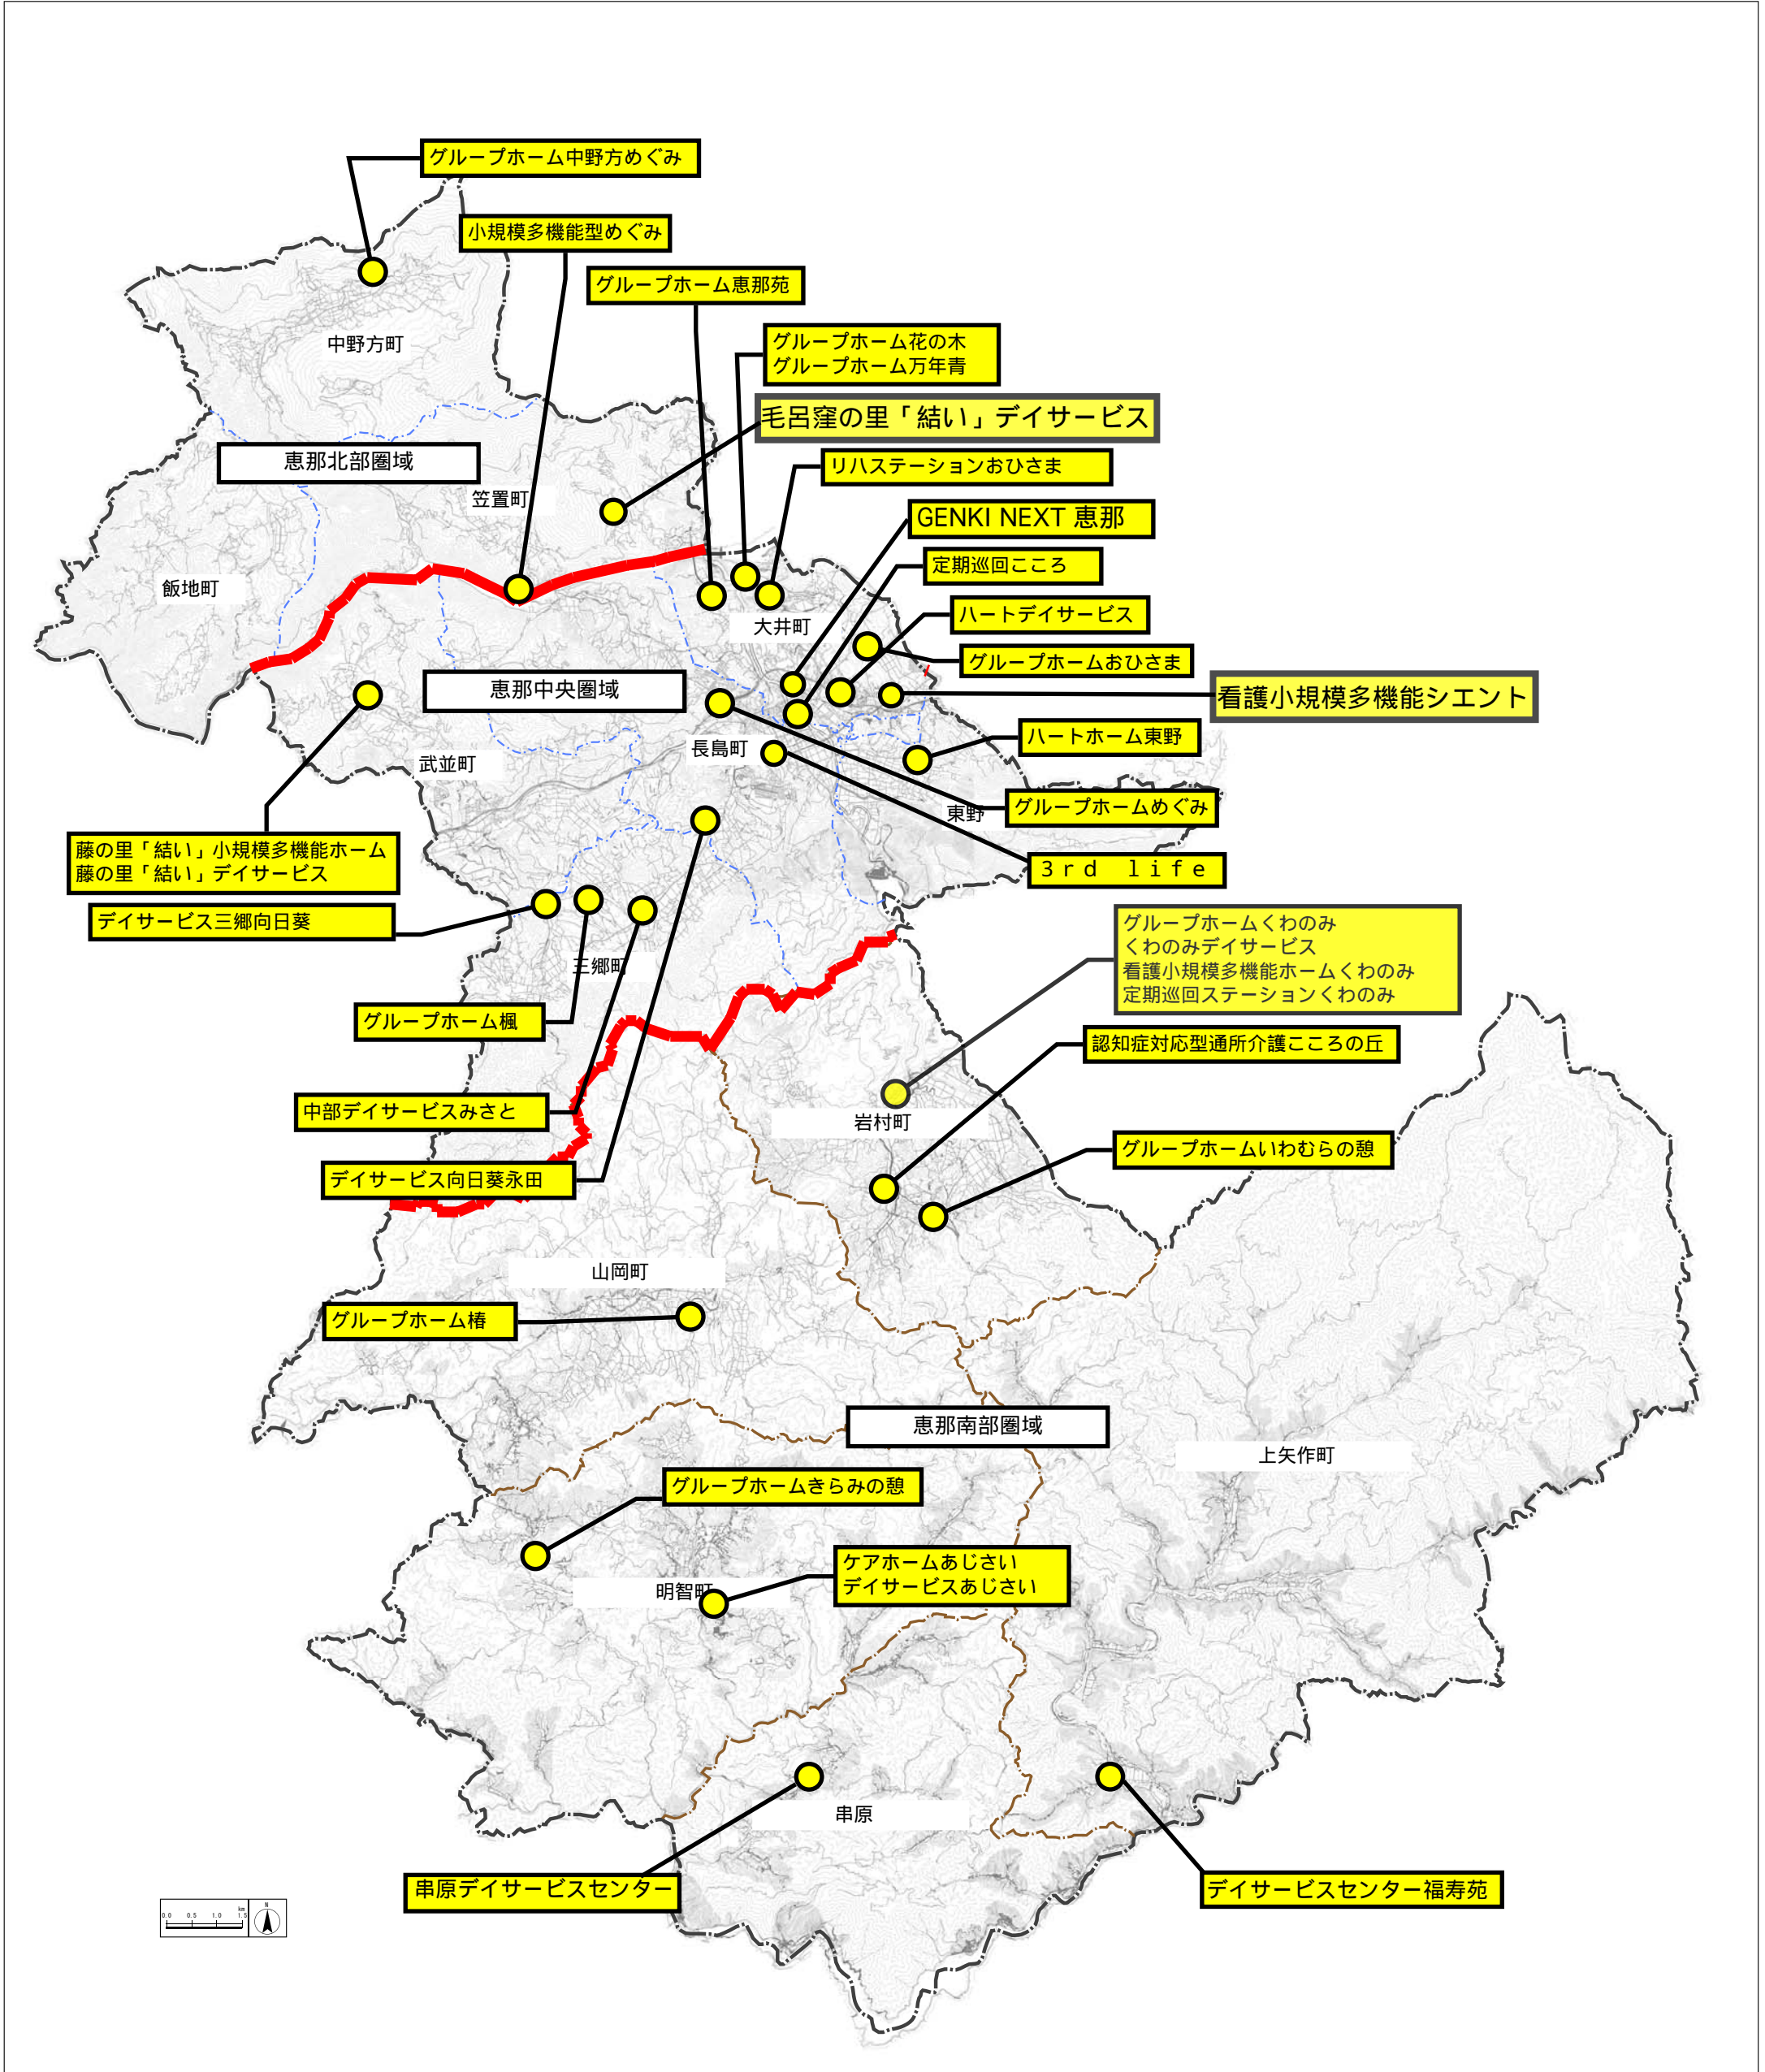 グループホーム中野方めぐみ
小規模多機能型めぐみ
グループホーム恵那苑
グループホーム花の木
グループホーム万年青
中野方町
毛呂窪の里「結い」デイサービス
恵那北部圏域
リハステーションおひさま
笠置町
GENKI NEXT 恵那
定期巡回こころ
飯地町
ハートデイサービス
大井町
グループホームおひさま
恵那中央圏域
看護小規模多機能シエント
長島町
ハートホーム東野
武並町
グループホームめぐみ
東野
藤の里「結い」小規模多機能ホーム
藤の里「結い」デイサービス
3rd life
デイサービス三郷向日葵
グループホームくわのみ
くわのみデイサービス
看護小規模多機能ホームくわのみ
定期巡回ステーションくわのみ
三郷町
グループホーム楓
認知症対応型通所介護こころの丘
中部デイサービスみさと
岩村町
グループホームいわむらの憩
デイサービス向日葵永田
山岡町
グループホーム椿
恵那南部圏域
上矢作町
グループホームきらみの憩
ケアホームあじさい
デイサービスあじさい
明智町
串原
串原デイサービスセンター
デイサービスセンター福寿苑
km
0.0 0.5 1.0 1.5
N